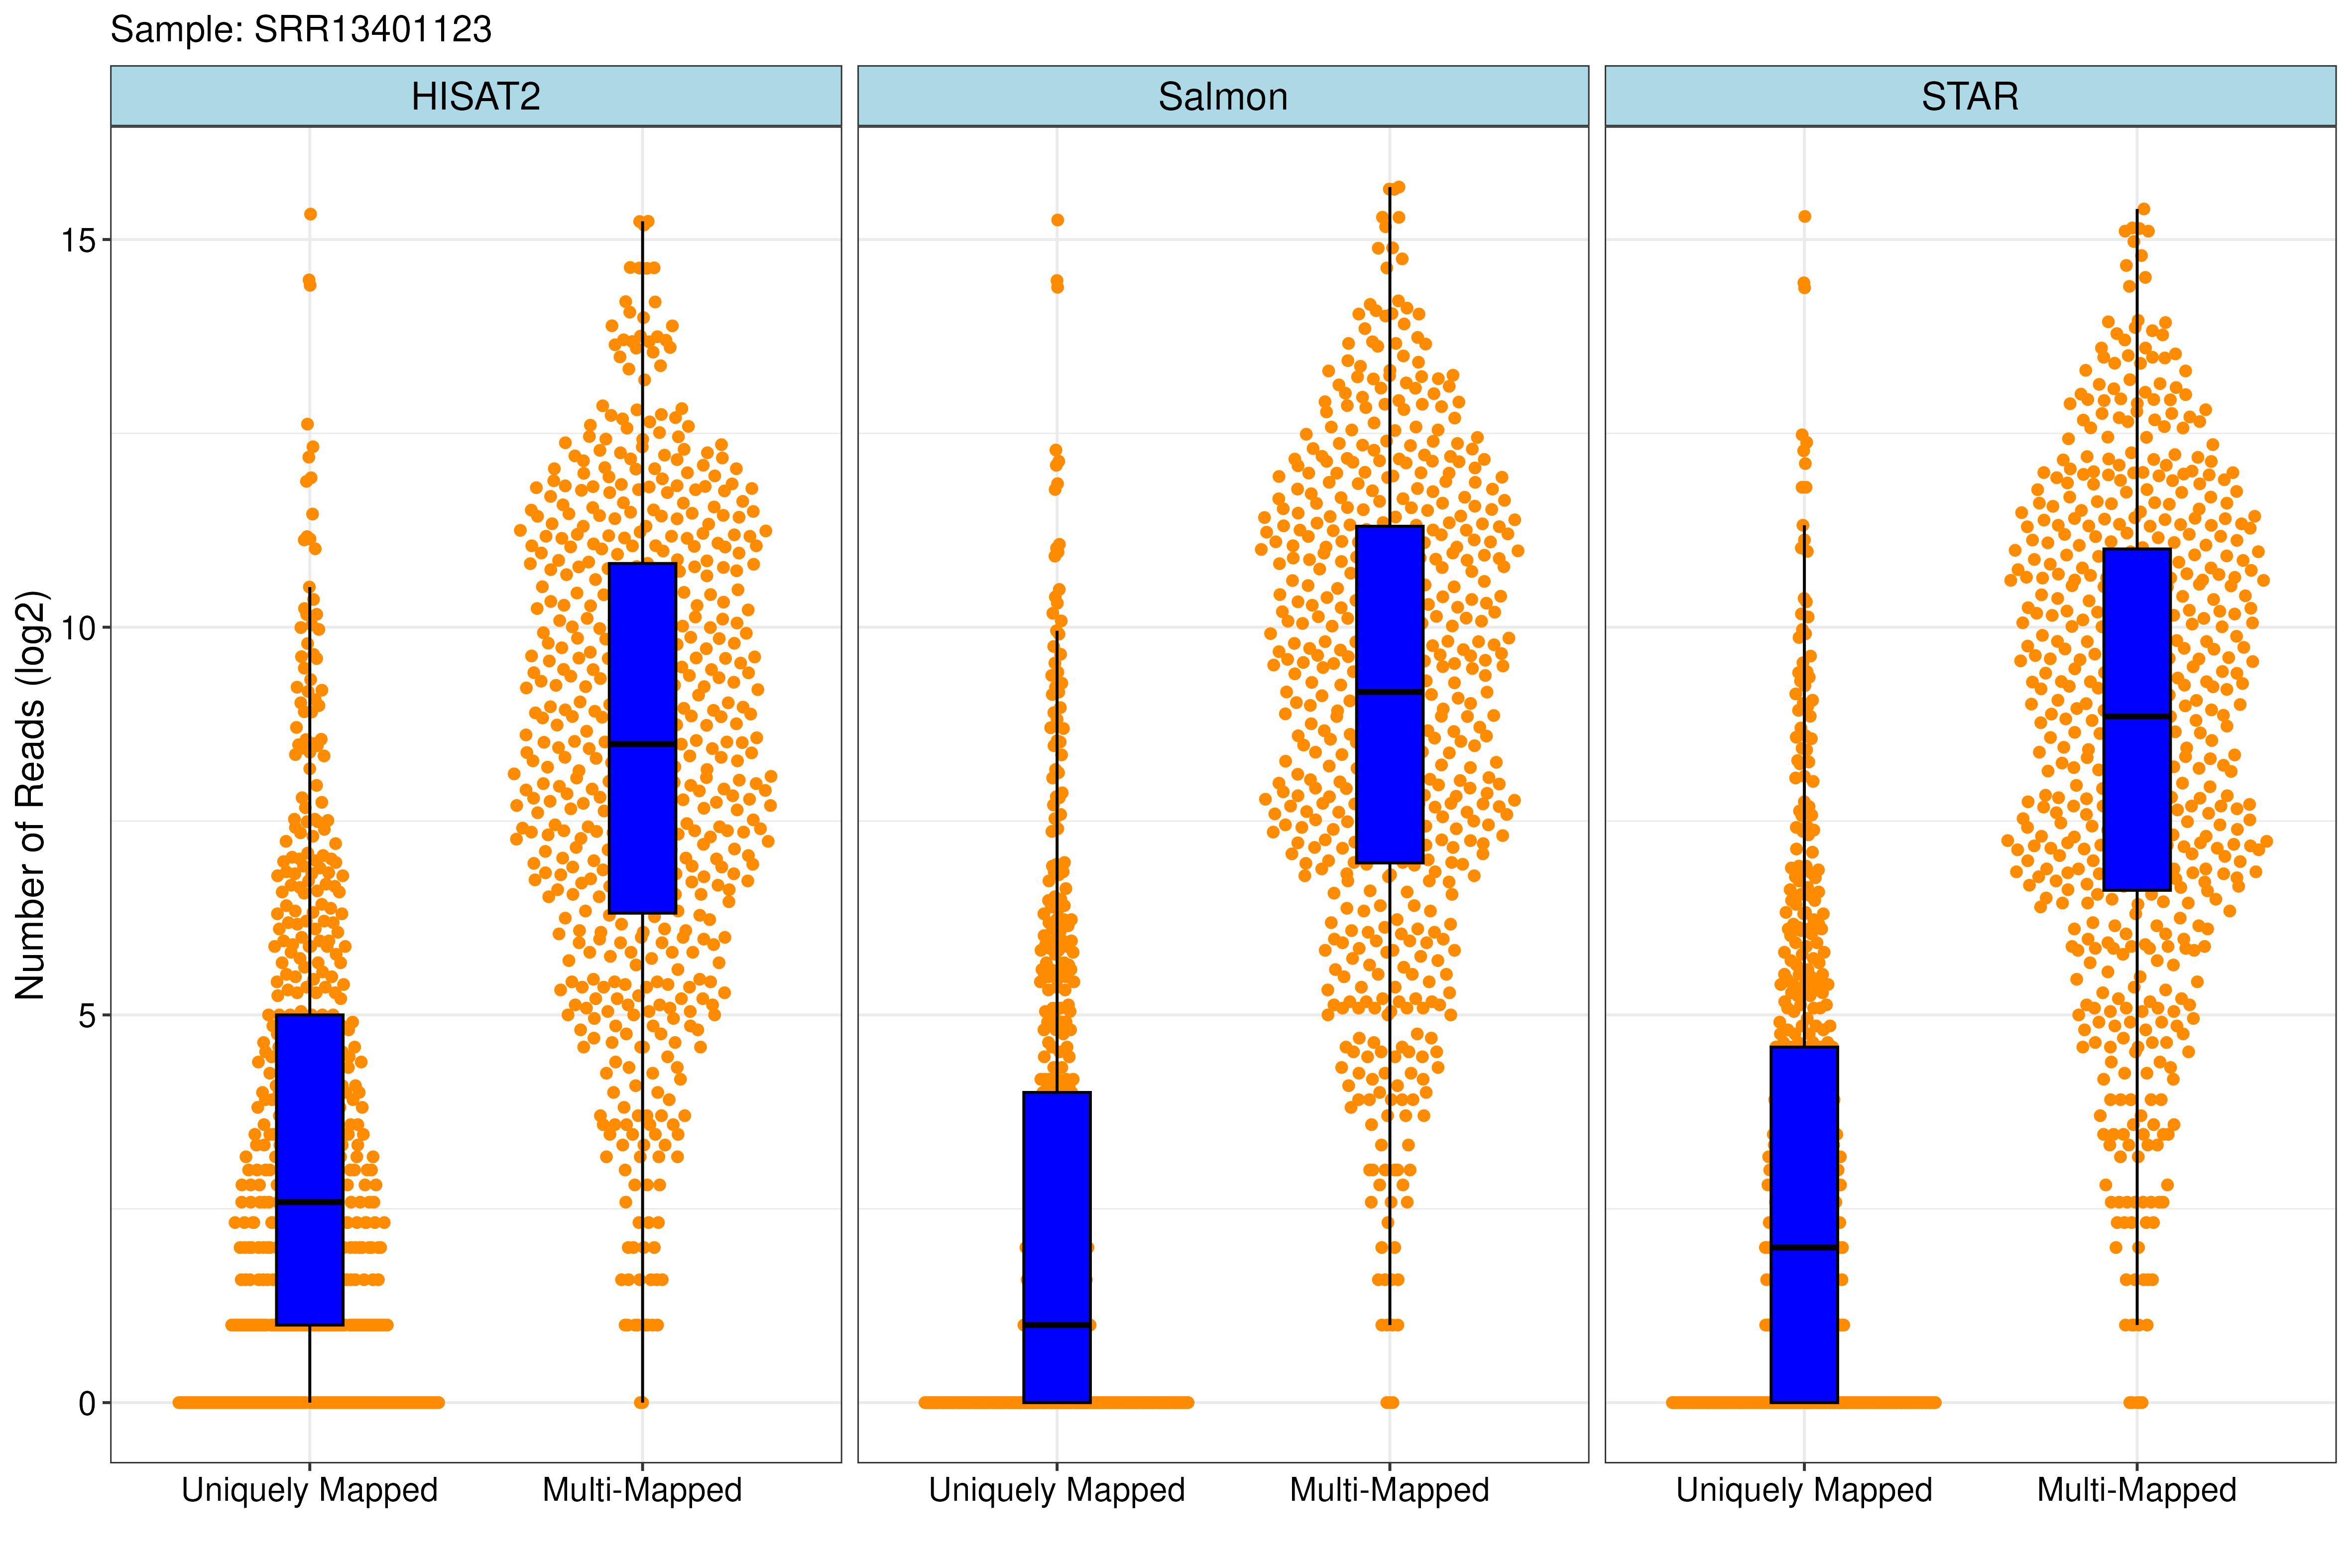 Sample: SRR13401123
HISAT2
Salmon
STAR
Number of Reads (log2)
15
10
5
0
Uniquely Mapped
Multi-Mapped
Uniquely Mapped
Multi-Mapped
Uniquely Mapped
Multi-Mapped